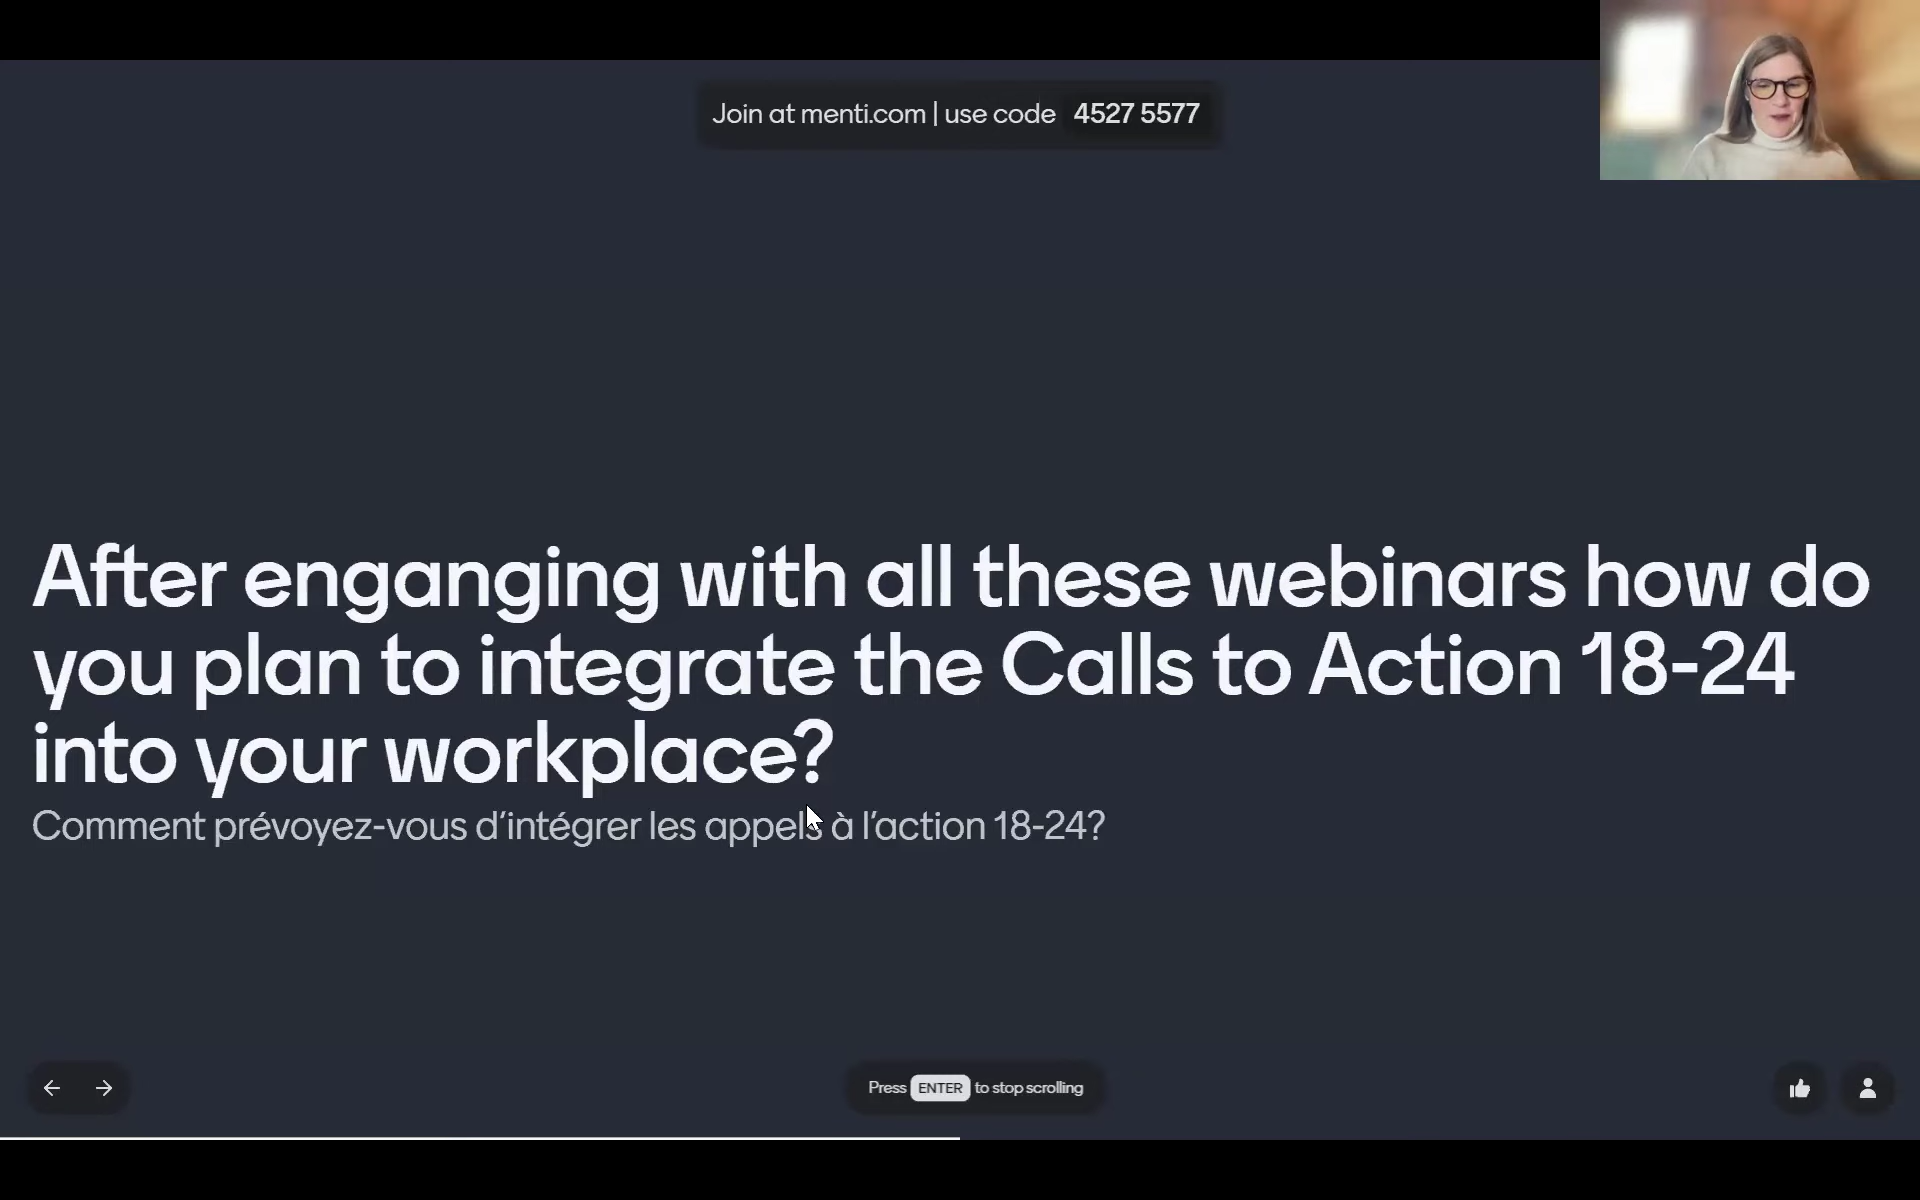 Join at menti.com | use code 4527 5577
After enganging with all these webinars how do
you plan to integrate the Calls to Action 18-24
into your workplace?
Comment prévoyez-vous d'intégrer les appels à l'action 18-24?
Press ENTER to stop scrolling